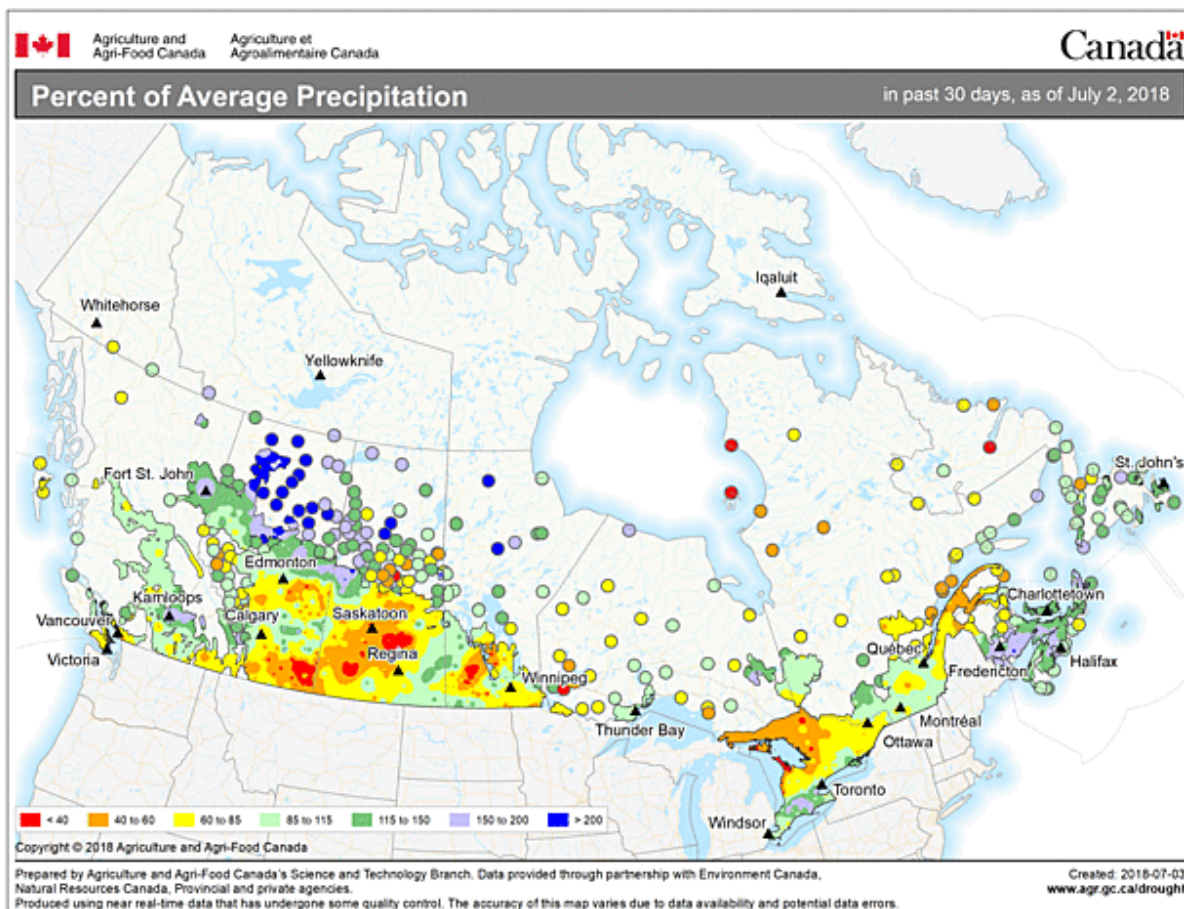 Agriculture and Agriculture et
Agri-Food Canada Agroalimentaire Canada
Canada
Percent of Average Precipitation
in past 30 days, as of July 2, 2018
Iqaluit
Whitehorse
Yellowknife
Fort St. John
St. John's
Edmonton
Kamloops
Charlottetown
Vancouver
Calgary
Saskatoon
Victoria
Regina
Québec
Halifax
Winnipeg
Fredericton
Thunder Bay
Montréal
Ottawa
Toronto
Windsor
< 40 40 to 60 60 to 85 85 to 115 115 to 150 150 to 200 > 200
Copyright © 2018 Agriculture and Agri-Food Canada
Prepared by Agriculture and Agri-Food Canada's Science and Technology Branch. Data provided through partnership with Environment Canada,
Natural Resources Canada, Provincial and private agencies.
Produced using near real-time data that has undergone some quality control. The accuracy of this map varies due to data availability and potential data errors.
Created: 2018-07-03
www.agr.gc.ca/drought